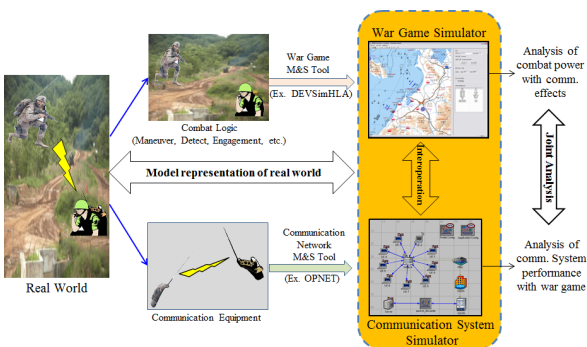 Real World
Combat Logic
(Maneuver, Detect, Engagement, etc.)
War Game
M&S Tool
(Ex. DEVSimHLA)
Model representation of real world
Communication Equipment
Communication
Network
M&S Tool
(Ex. OPNET)
War Game Simulator
Interoperation
Communication System
Simulator
Analysis of
combat power
with comm.
effects
Joint Analysis
Analysis of
comm. System
performance
with war game